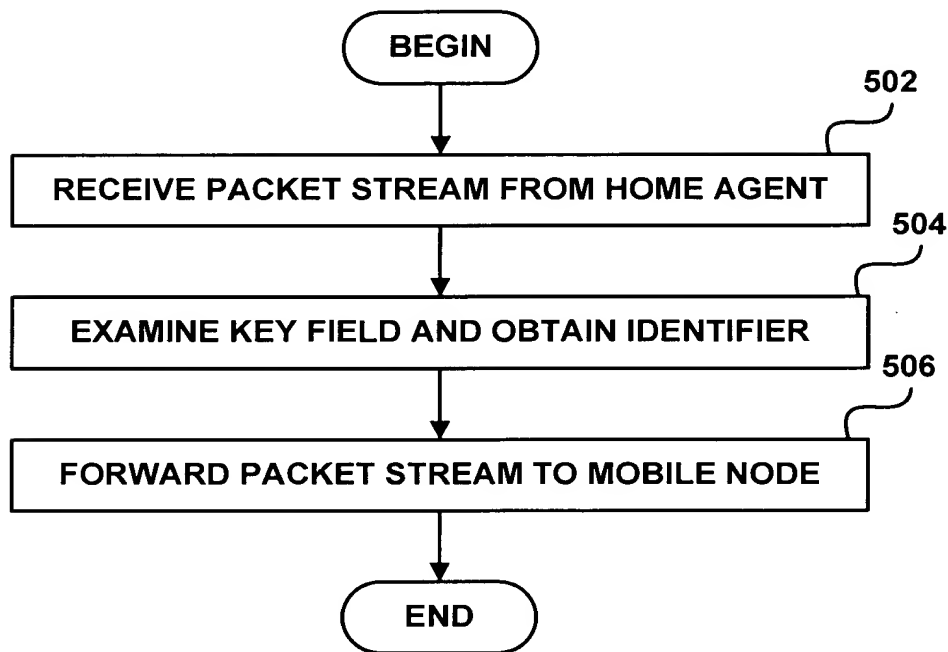 BEGIN
502
RECEIVE PACKET STREAM FROM HOME AGENT
504
EXAMINE KEY FIELD AND OBTAIN IDENTIFIER
506
FORWARD PACKET STREAM TO MOBILE NODE
END